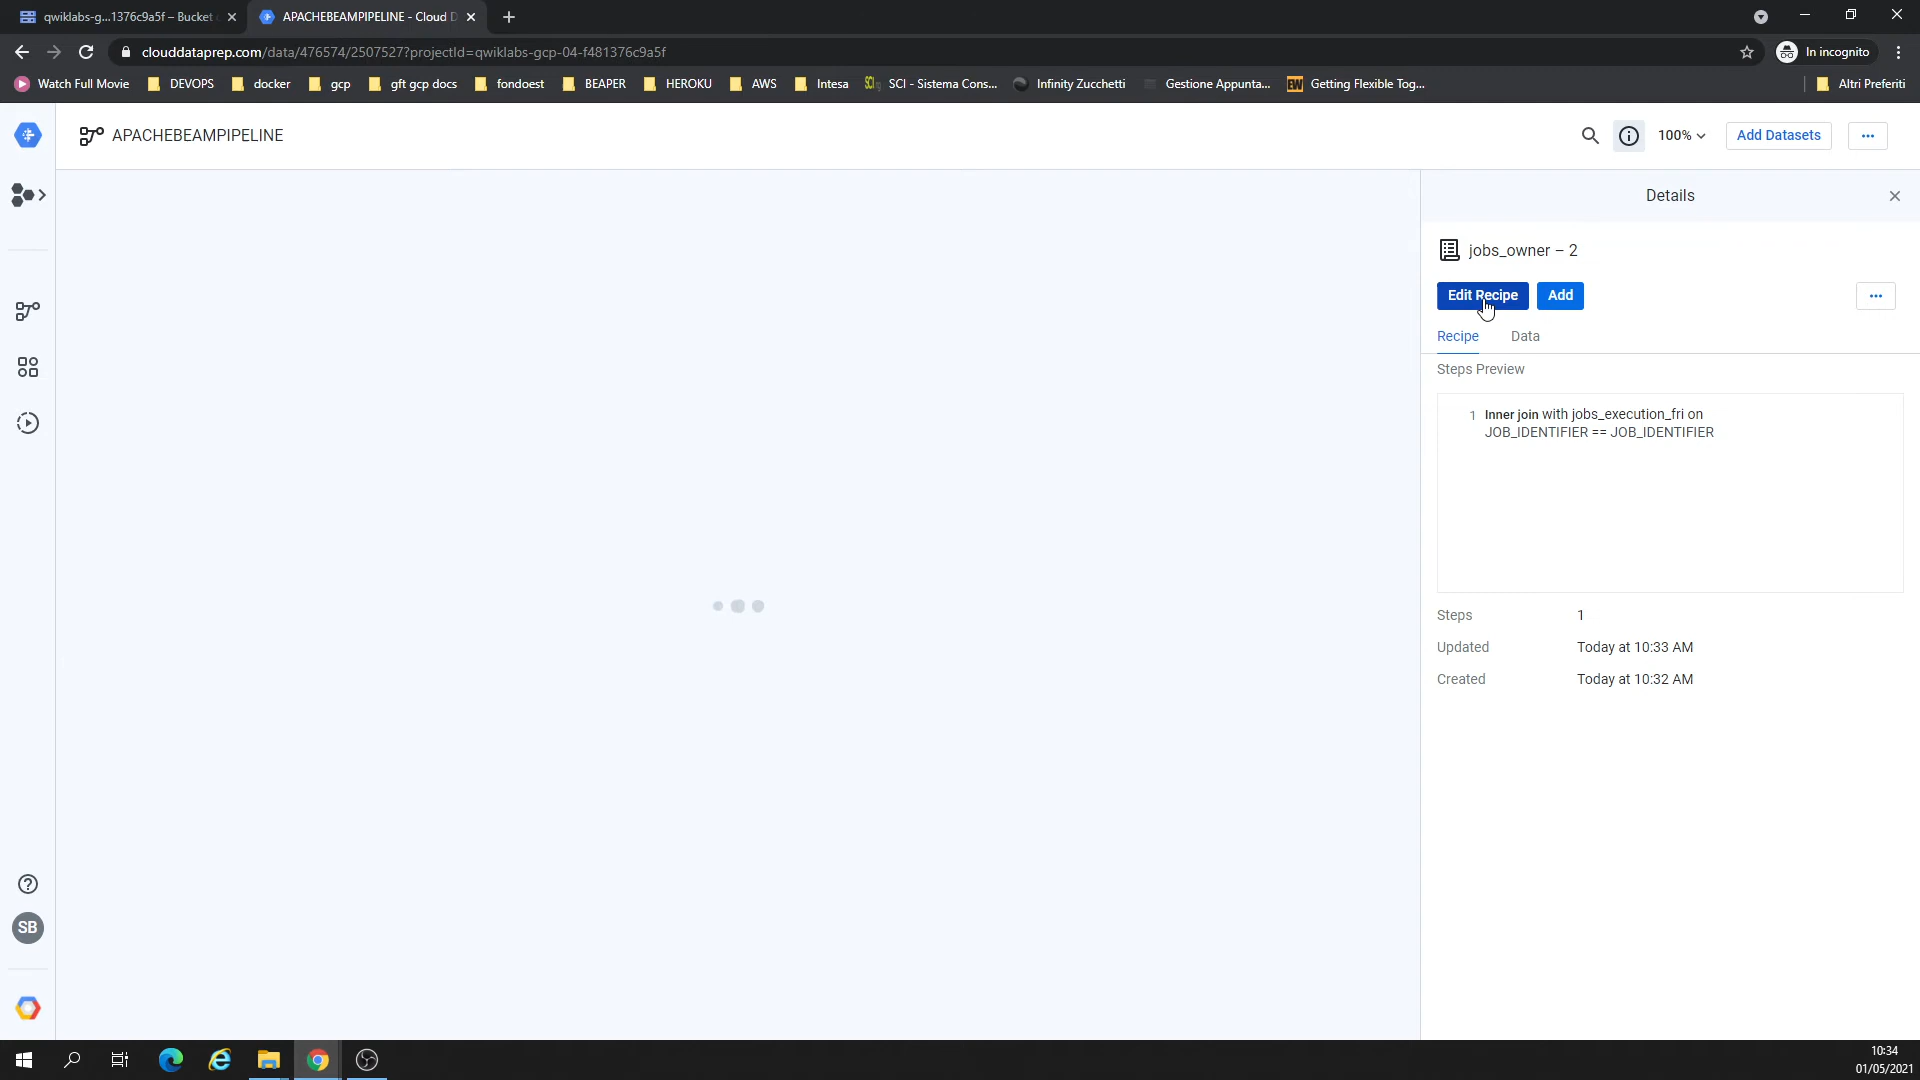 qwiklabs-g...1376c9a5f – Bucket
APACHEBEAMPIPELINE - Cloud D
clouddataprep.com/data/476574/2507527?projectId=qwiklabs-gcp-04-f481376c9a5f
In incognito
Watch Full Movie
DEVOPS
docker
gcp
gft gcp docs
fondoest
BEAPER
HEROKU
AWS
Intesa
SCI - Sistema Cons...
Infinity Zucchetti
Gestione Appunta...
EW
Getting Flexible Tog...
Altri Preferiti
APACHEBEAMPIPELINE
100%
Add Datasets
Details
jobs_owner – 2
Edit Recipe
Add
Recipe
Data
Steps Preview
1 Inner join with jobs_execution_fri on
JOB_IDENTIFIER == JOB_IDENTIFIER
Steps 1
Updated Today at 10:33 AM
Created Today at 10:32 AM
SB
10:34
01/05/2021